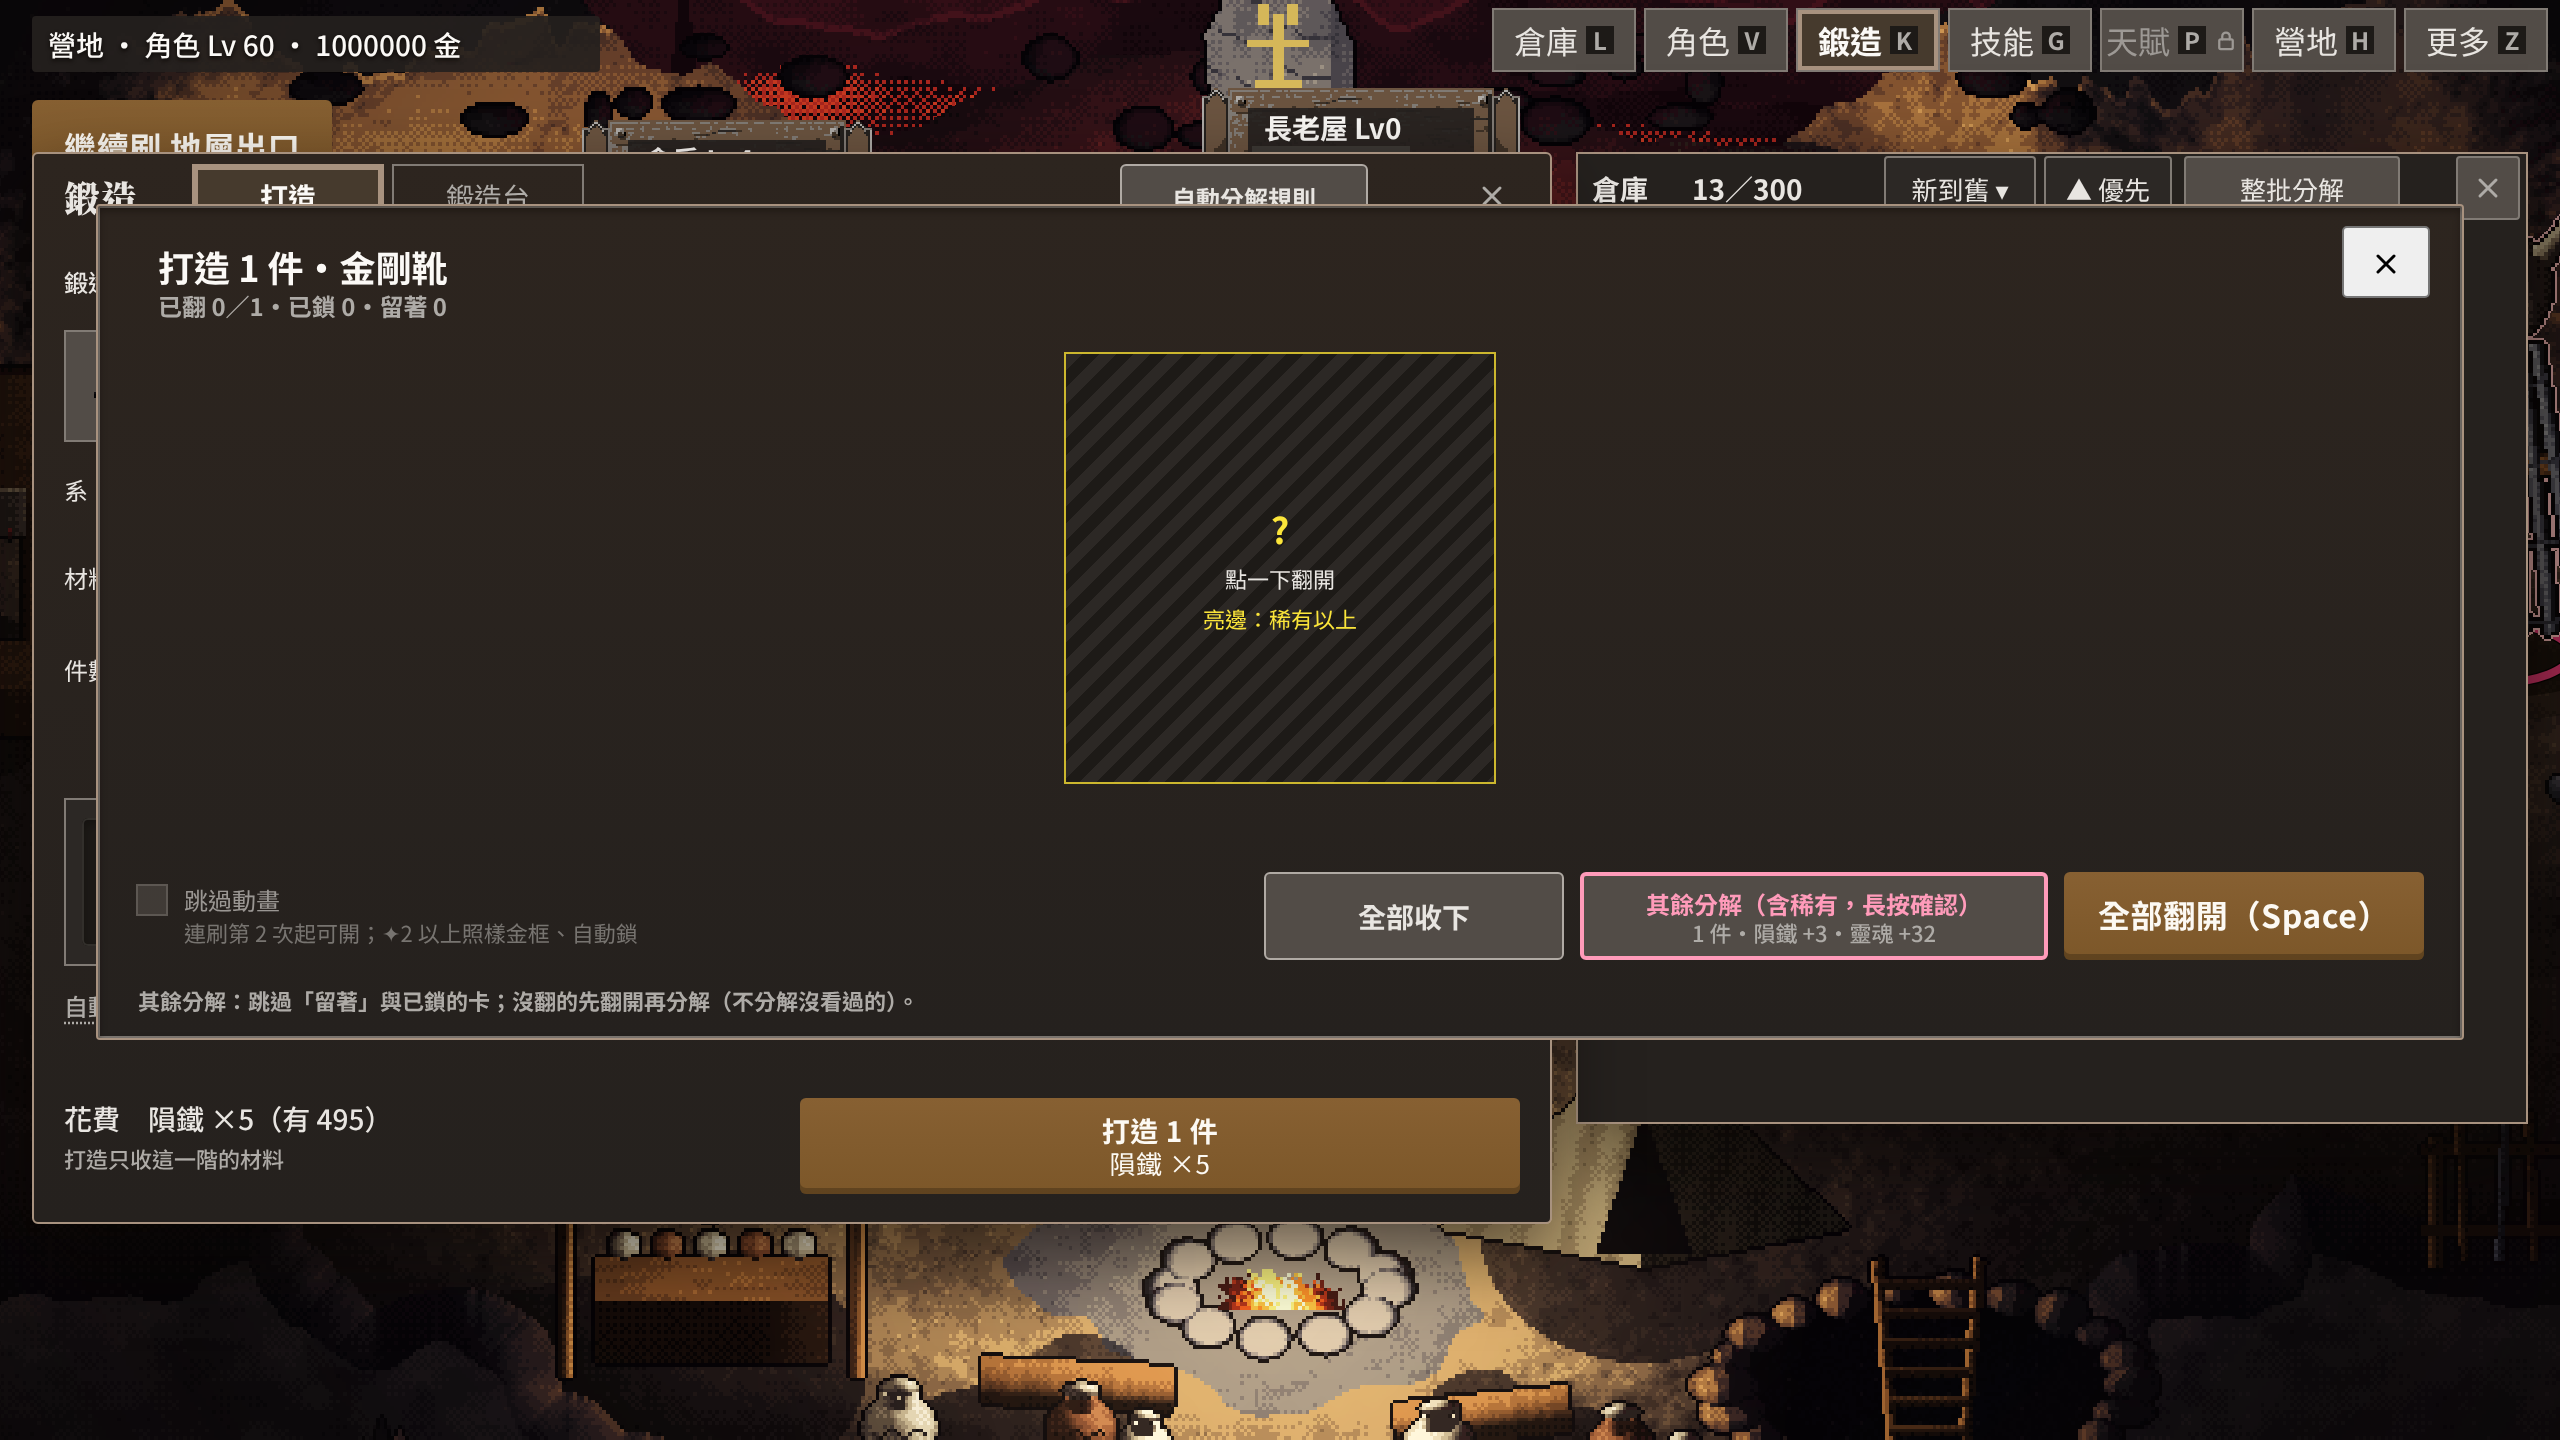 營地 • 角色 Lv 60 • 1000000 金
倉庫 L
角色 V
鍛造 K
技能 G
天賦 P
營地 H
更多 Z
繼續刷 地層出口
長老屋 Lv0
鍛造
打造
鍛造台
自動分解規則
×
倉庫 13／300
新到舊 ▾
▲ 優先
整批分解
×
打造 1 件・金剛靴
已翻 0／1・已鎖 0・留著 0
×
系
?
點一下翻開
亮邊：稀有以上
跳過動畫
連刷第 2 次起可開；✦2 以上照樣金框、自動鎖
全部收下
其餘分解（含稀有，長按確認）
1 件・隕鐵 +3・靈魂 +32
全部翻開（Space）
其餘分解：跳過「留著」與已鎖的卡；沒翻的先翻開再分解（不分解沒看過的）。
花費 隕鐵 ×5（有 495）
打造只收這一階的材料
打造 1 件
隕鐵 ×5